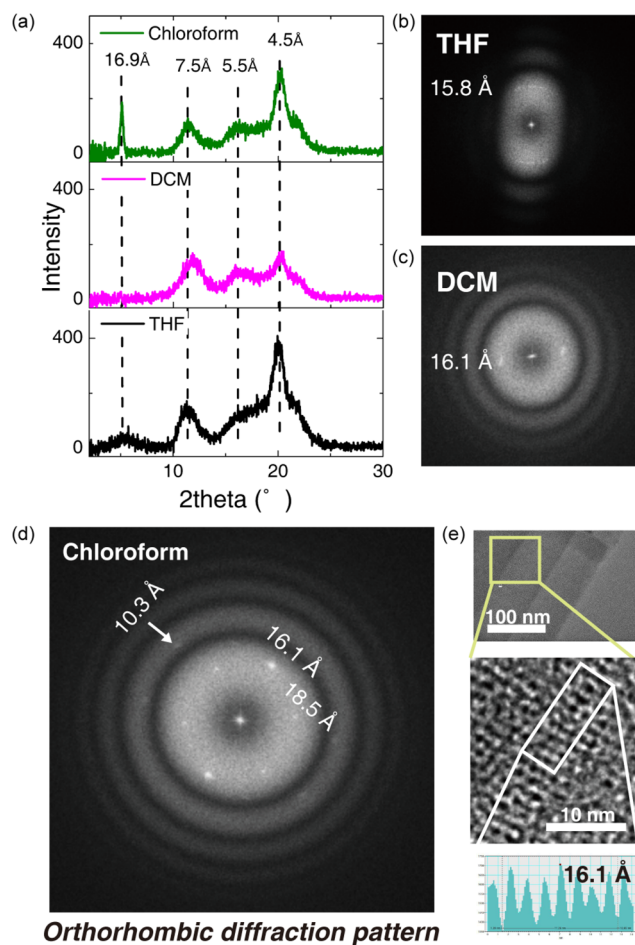 (a)
400
Chloroform
16.9Å
7.5Å
5.5Å
4.5Å
0
400
DCM
Intensity
0
400
THF
0
10
20
30
2theta (°)
(b)
THF
15.8 Å
(c)
DCM
16.1 Å
(d)
Chloroform
10.3 Å
16.1 Å
18.5 Å
Orthorhombic diffraction pattern
(e)
100 nm
10 nm
16.1 Å